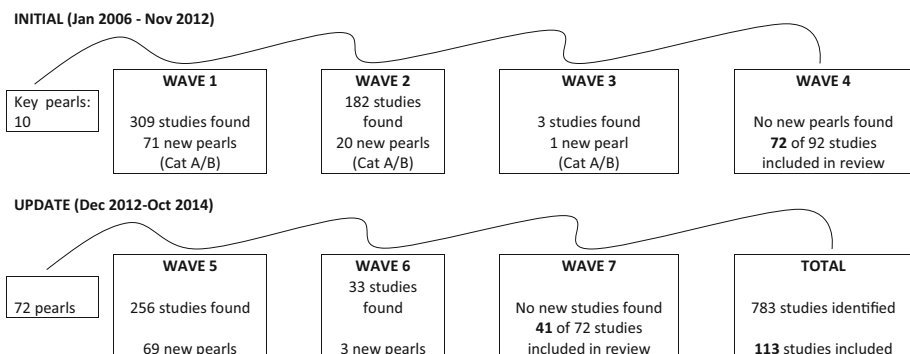 INITIAL (Jan 2006 - Nov 2012)
Key pearls:
10
WAVE 1
309 studies found
71 new pearls
(Cat A/B)
WAVE 2
182 studies
found
20 new pearls
(Cat A/B)
WAVE 3
3 studies found
1 new pearl
(Cat A/B)
WAVE 4
No new pearls found
72 of 92 studies
included in review
UPDATE (Dec 2012-Oct 2014)
72 pearls
WAVE 5
256 studies found
69 new pearls
WAVE 6
33 studies
found
3 new pearls
WAVE 7
No new studies found
41 of 72 studies
included in review
TOTAL
783 studies identified
113 studies included